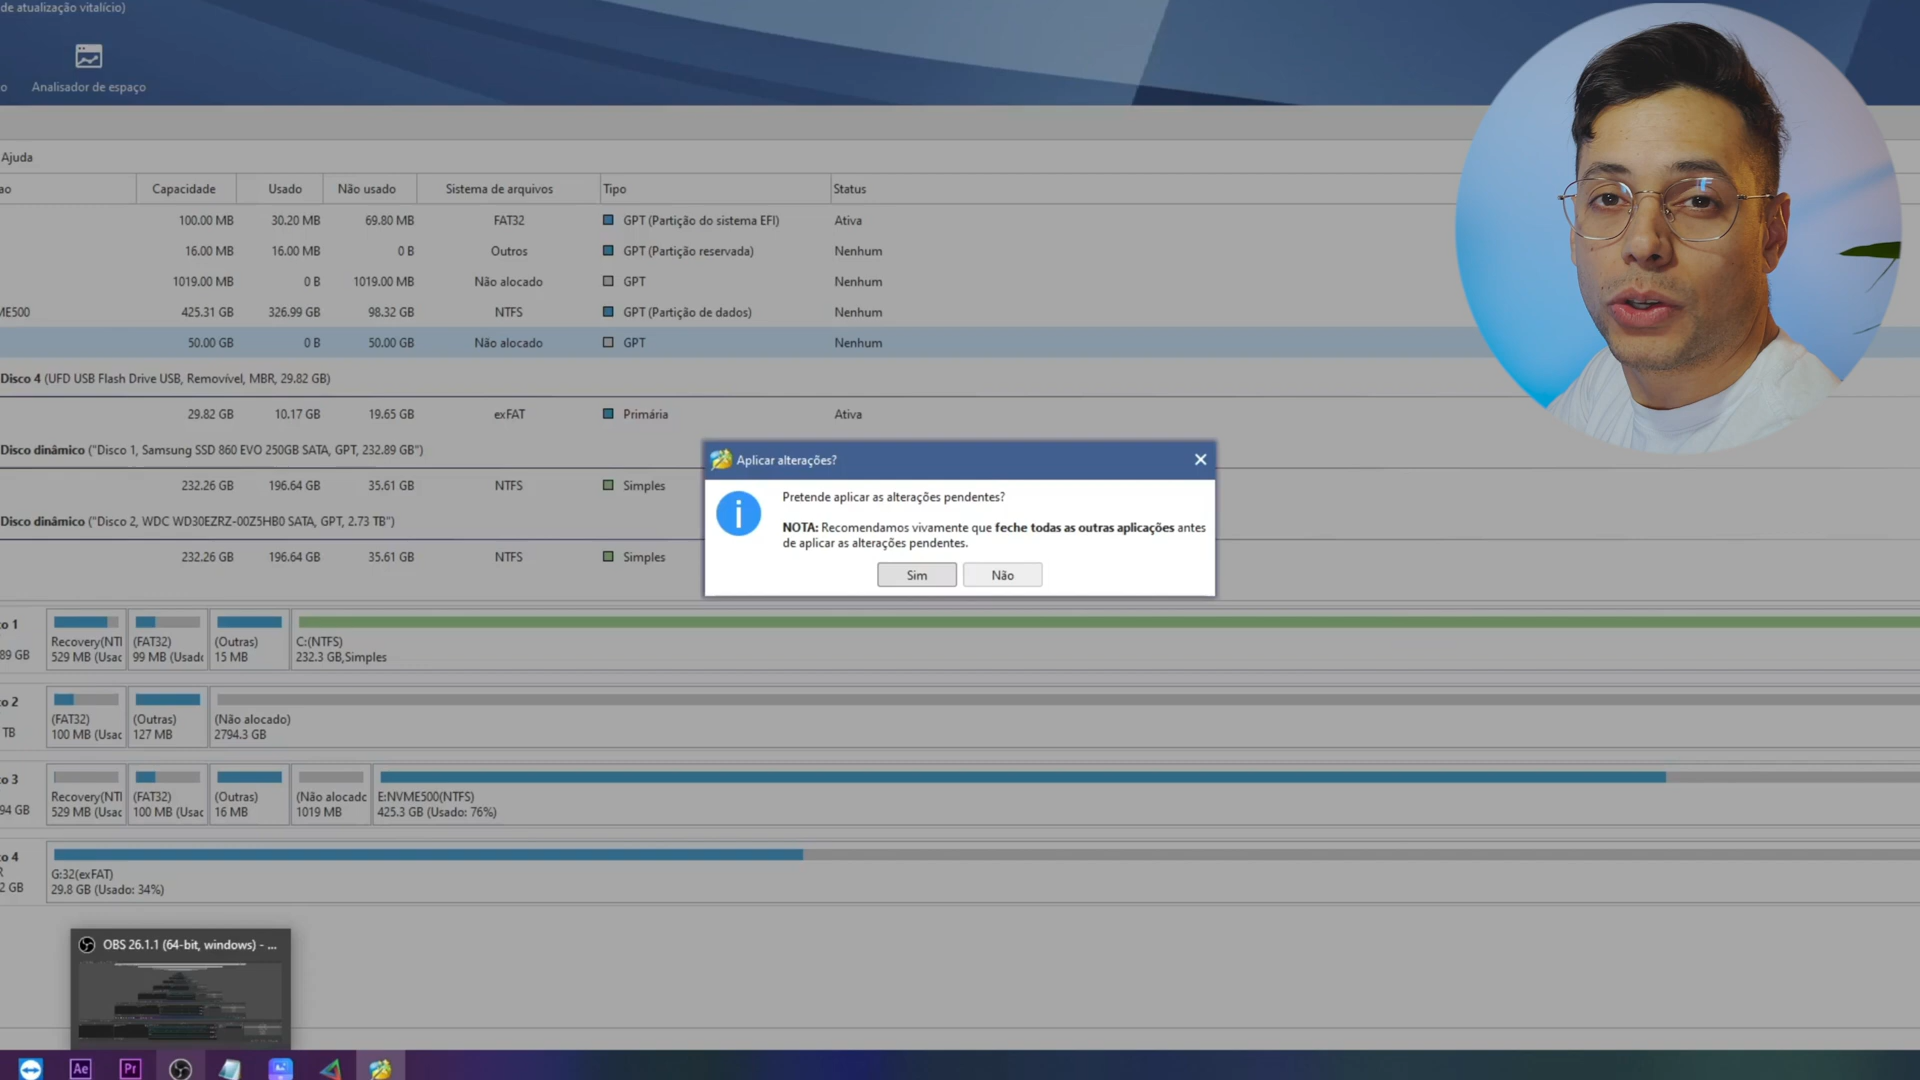 de atualização vitalício)
o
Analisador de espaço
Ajuda
ao Capacidade Usado Não usado Sistema de arquivos Tipo Status
100.00 MB 30.20 MB 69.80 MB FAT32 GPT (Partição do sistema EFI) Ativa
16.00 MB 16.00 MB 0 B Outros GPT (Partição reservada) Nenhum
1019.00 MB 0 B 1019.00 MB Não alocado GPT Nenhum
ME500 425.31 GB 326.99 GB 98.32 GB NTFS GPT (Partição de dados) Nenhum
50.00 GB 0 B 50.00 GB Não alocado GPT Nenhum
Disco 4 (UFD USB Flash Drive USB, Removível, MBR, 29.82 GB)
29.82 GB 10.17 GB 19.65 GB exFAT Primária Ativa
Disco dinâmico ("Disco 1, Samsung SSD 860 EVO 250GB SATA, GPT, 232.89 GB")
232.26 GB 196.64 GB 35.61 GB NTFS Simples
Disco dinâmico ("Disco 2, WDC WD30EZRZ-00Z5HB0 SATA, GPT, 2.73 TB")
232.26 GB 196.64 GB 35.61 GB NTFS Simples
Aplicar alterações?
Pretende aplicar as alterações pendentes?
NOTA: Recomendamos vivamente que feche todas as outras aplicações antes
de aplicar as alterações pendentes.
Sim Não
co 1
89 GB
Recovery(NTI
529 MB (Usac
(FAT32)
99 MB (Usadc
(Outras)
15 MB
C:(NTFS)
232.3 GB,Simples
co 2
TB
(FAT32)
100 MB (Usac
(Outras)
127 MB
(Não alocado)
2794.3 GB
co 3
94 GB
Recovery(NTI
529 MB (Usac
(FAT32)
100 MB (Usac
(Outras)
16 MB
(Não alocadc
1019 MB
E:NVME500(NTFS)
425.3 GB (Usado: 76%)
co 4
R
2 GB
G:32(exFAT)
29.8 GB (Usado: 34%)
OBS 26.1.1 (64-bit, windows) - ...
Ae Pr